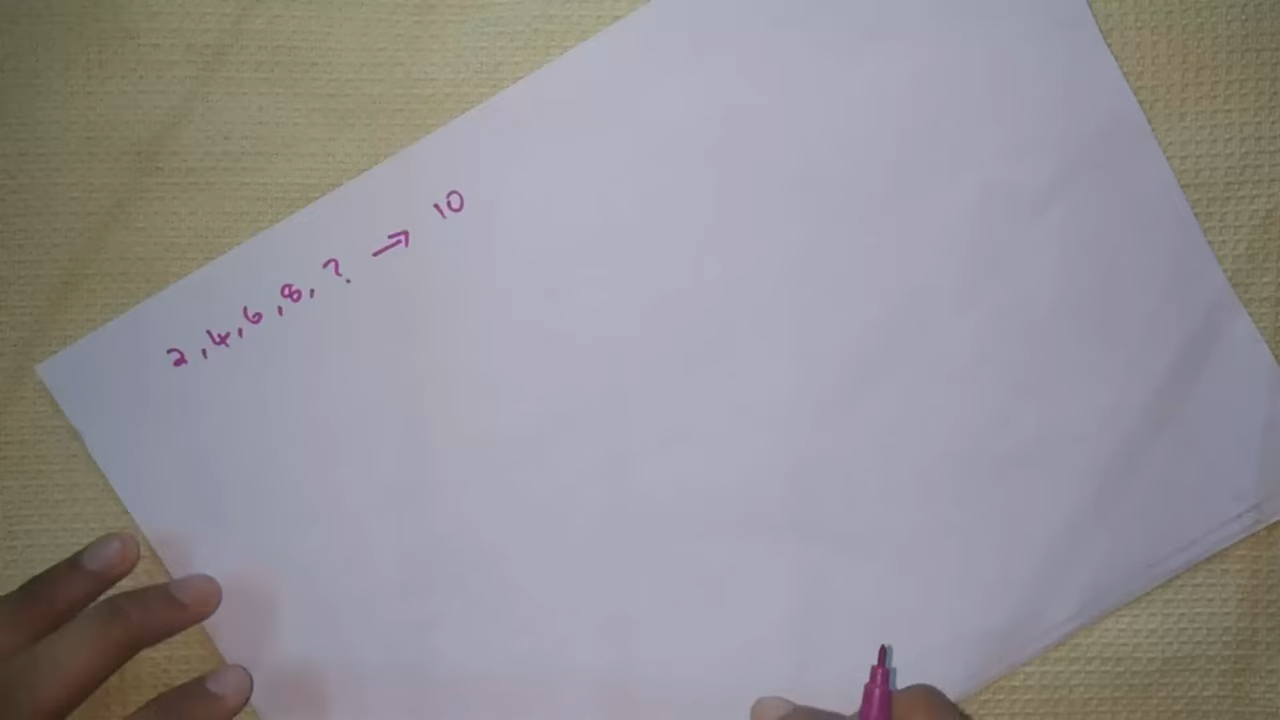 2, 4, 6, 8, ? → 10